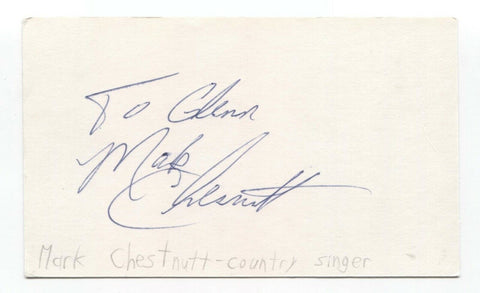 To Glenn
Mark
Chesnutt
Mark Chestnutt-country singer